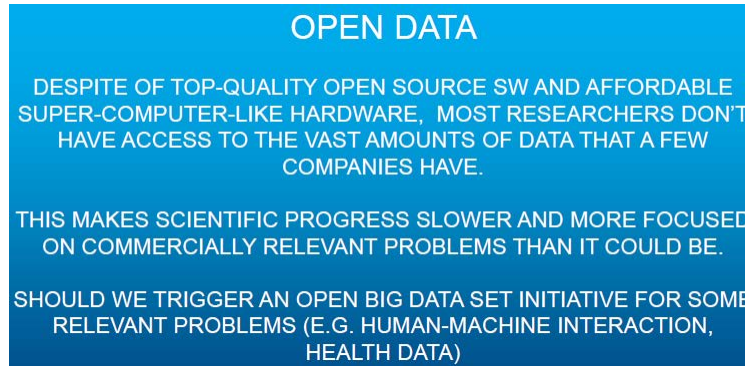 OPEN DATA
DESPITE OF TOP-QUALITY OPEN SOURCE SW AND AFFORDABLE
SUPER-COMPUTER-LIKE HARDWARE, MOST RESEARCHERS DON'T
HAVE ACCESS TO THE VAST AMOUNTS OF DATA THAT A FEW
COMPANIES HAVE.
THIS MAKES SCIENTIFIC PROGRESS SLOWER AND MORE FOCUSED
ON COMMERCIALLY RELEVANT PROBLEMS THAN IT COULD BE.
SHOULD WE TRIGGER AN OPEN BIG DATA SET INITIATIVE FOR SOME
RELEVANT PROBLEMS (E.G. HUMAN-MACHINE INTERACTION,
HEALTH DATA)